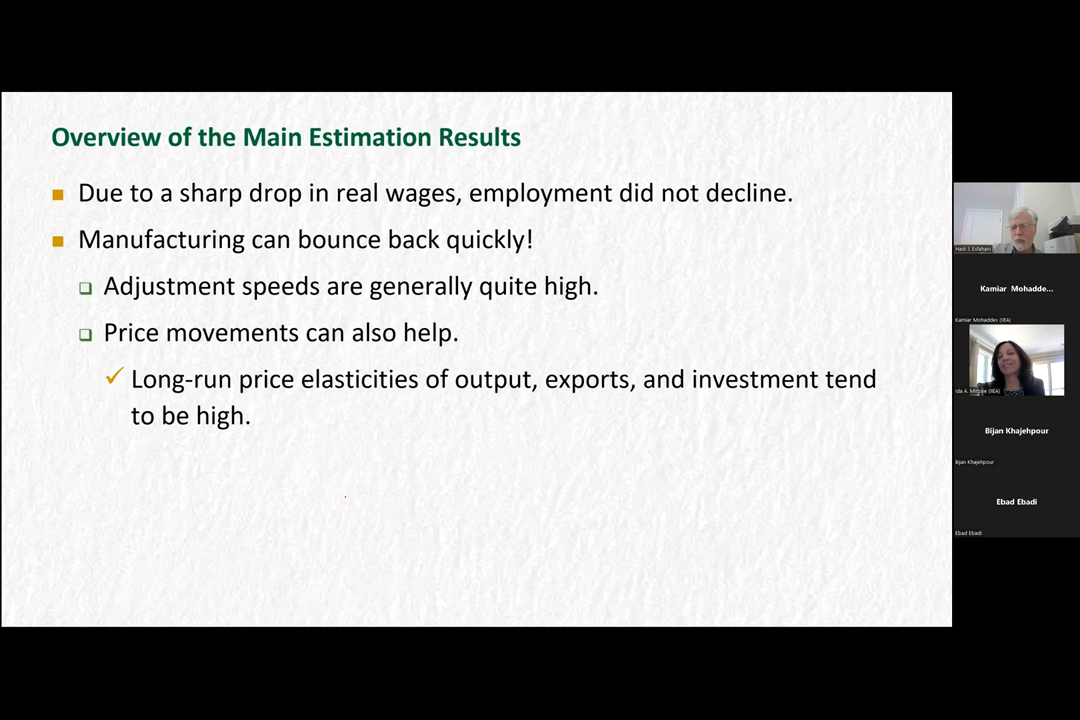 Overview of the Main Estimation Results
Due to a sharp drop in real wages, employment did not decline.
Manufacturing can bounce back quickly!
Adjustment speeds are generally quite high.
Price movements can also help.
Long-run price elasticities of output, exports, and investment tend
to be high.
Hadi S Esfahani
Kamiar Mohadde...
Kamiar Mohaddes (IIEA)
Ida A. Mirzaie (IIEA)
Bijan Khajehpour
Bijan Khajehpour
Ebad Ebadi
Ebad Ebadi